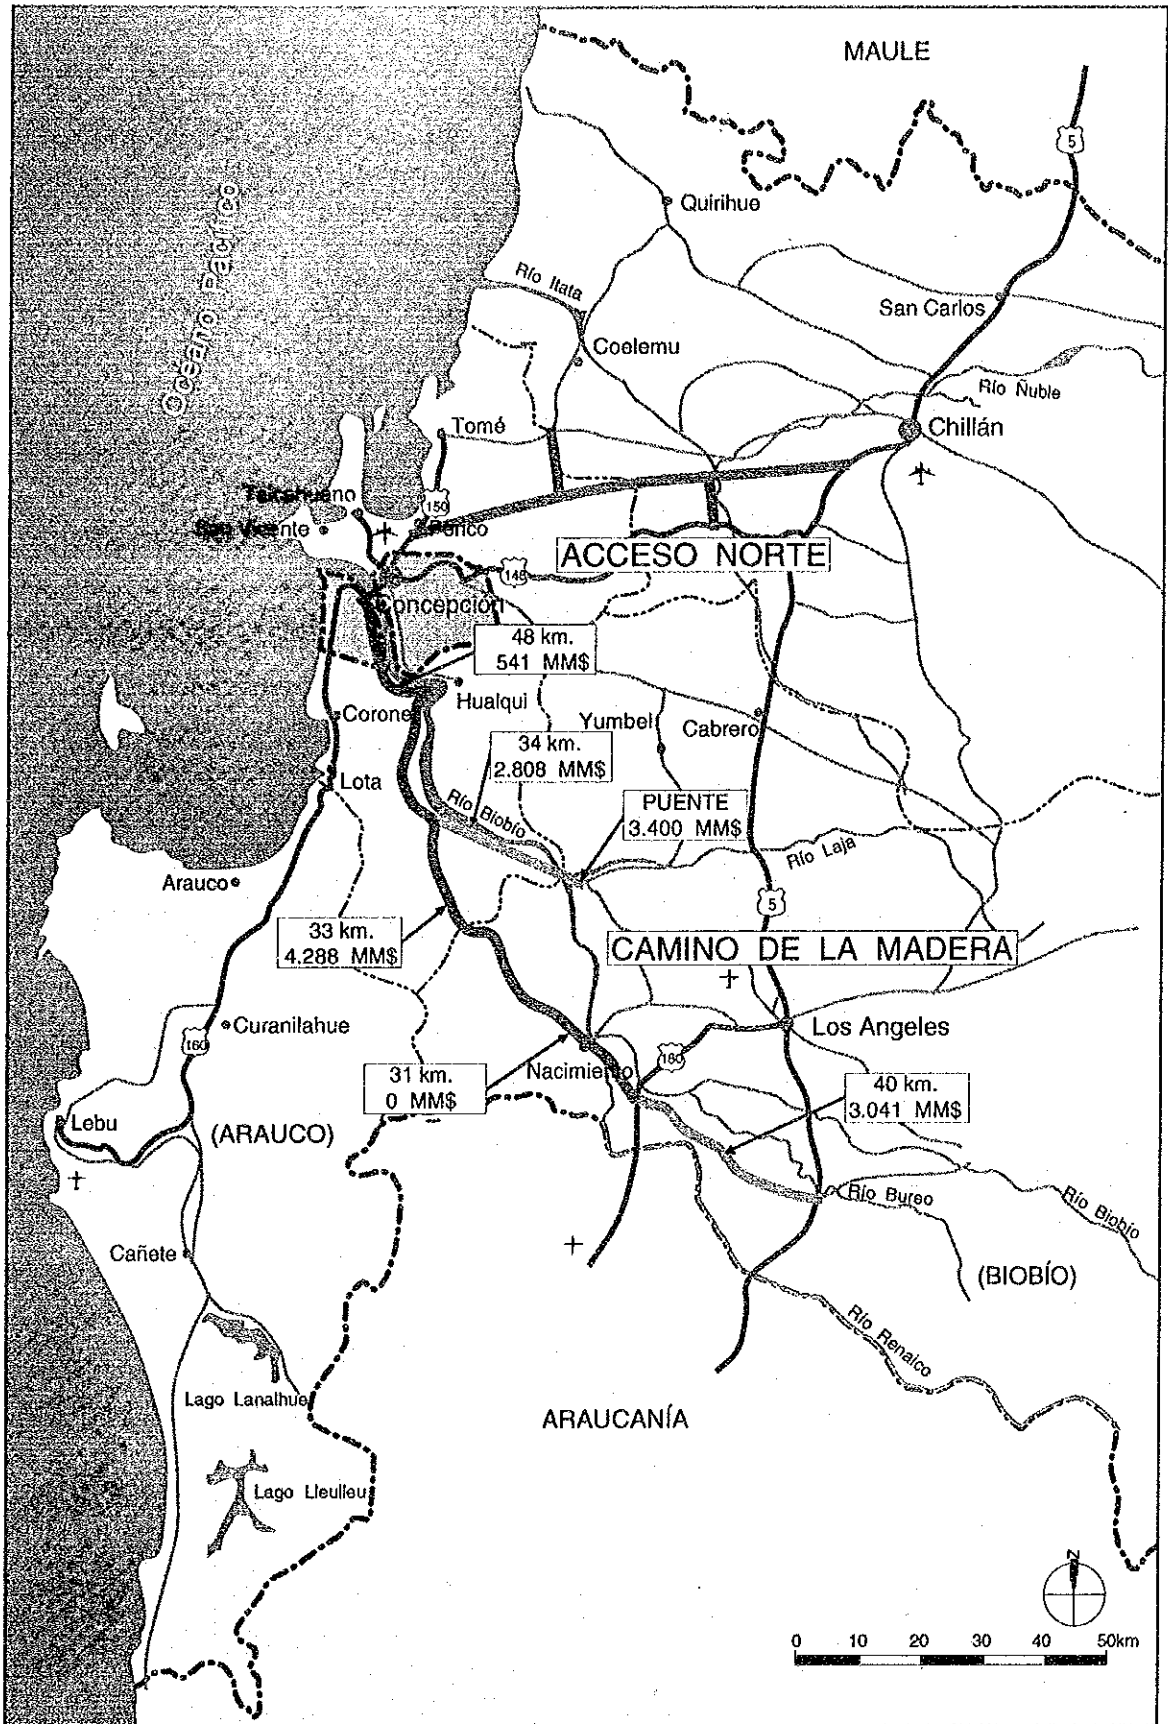 MAULE
5
Quirihue
Océano Pacífico
Río Itata
San Carlos
Coelemu
Río Ñuble
Tomé
Chillán
Talcahuano
150
San Vicente
Penco
ACCESO NORTE
148
Concepción
48 km.
541 MM$
Hualqui
Corone
Yumbel
Cabrero
34 km.
2.808 MM$
Lota
Río Biobío
PUENTE
3.400 MM$
Río Laja
Arauco
5
33 km.
4.288 MM$
CAMINO DE LA MADERA
Curanilahue
160
Los Angeles
Nacimiento
180
31 km.
0 MM$
40 km.
3.041 MM$
Lebu
(ARAUCO)
Río Bureo
Río Biobío
Cañete
(BIOBÍO)
Río Renaico
Lago Lanalhue
ARAUCANÍA
Lago Lleulleu
N
0 10 20 30 40 50km